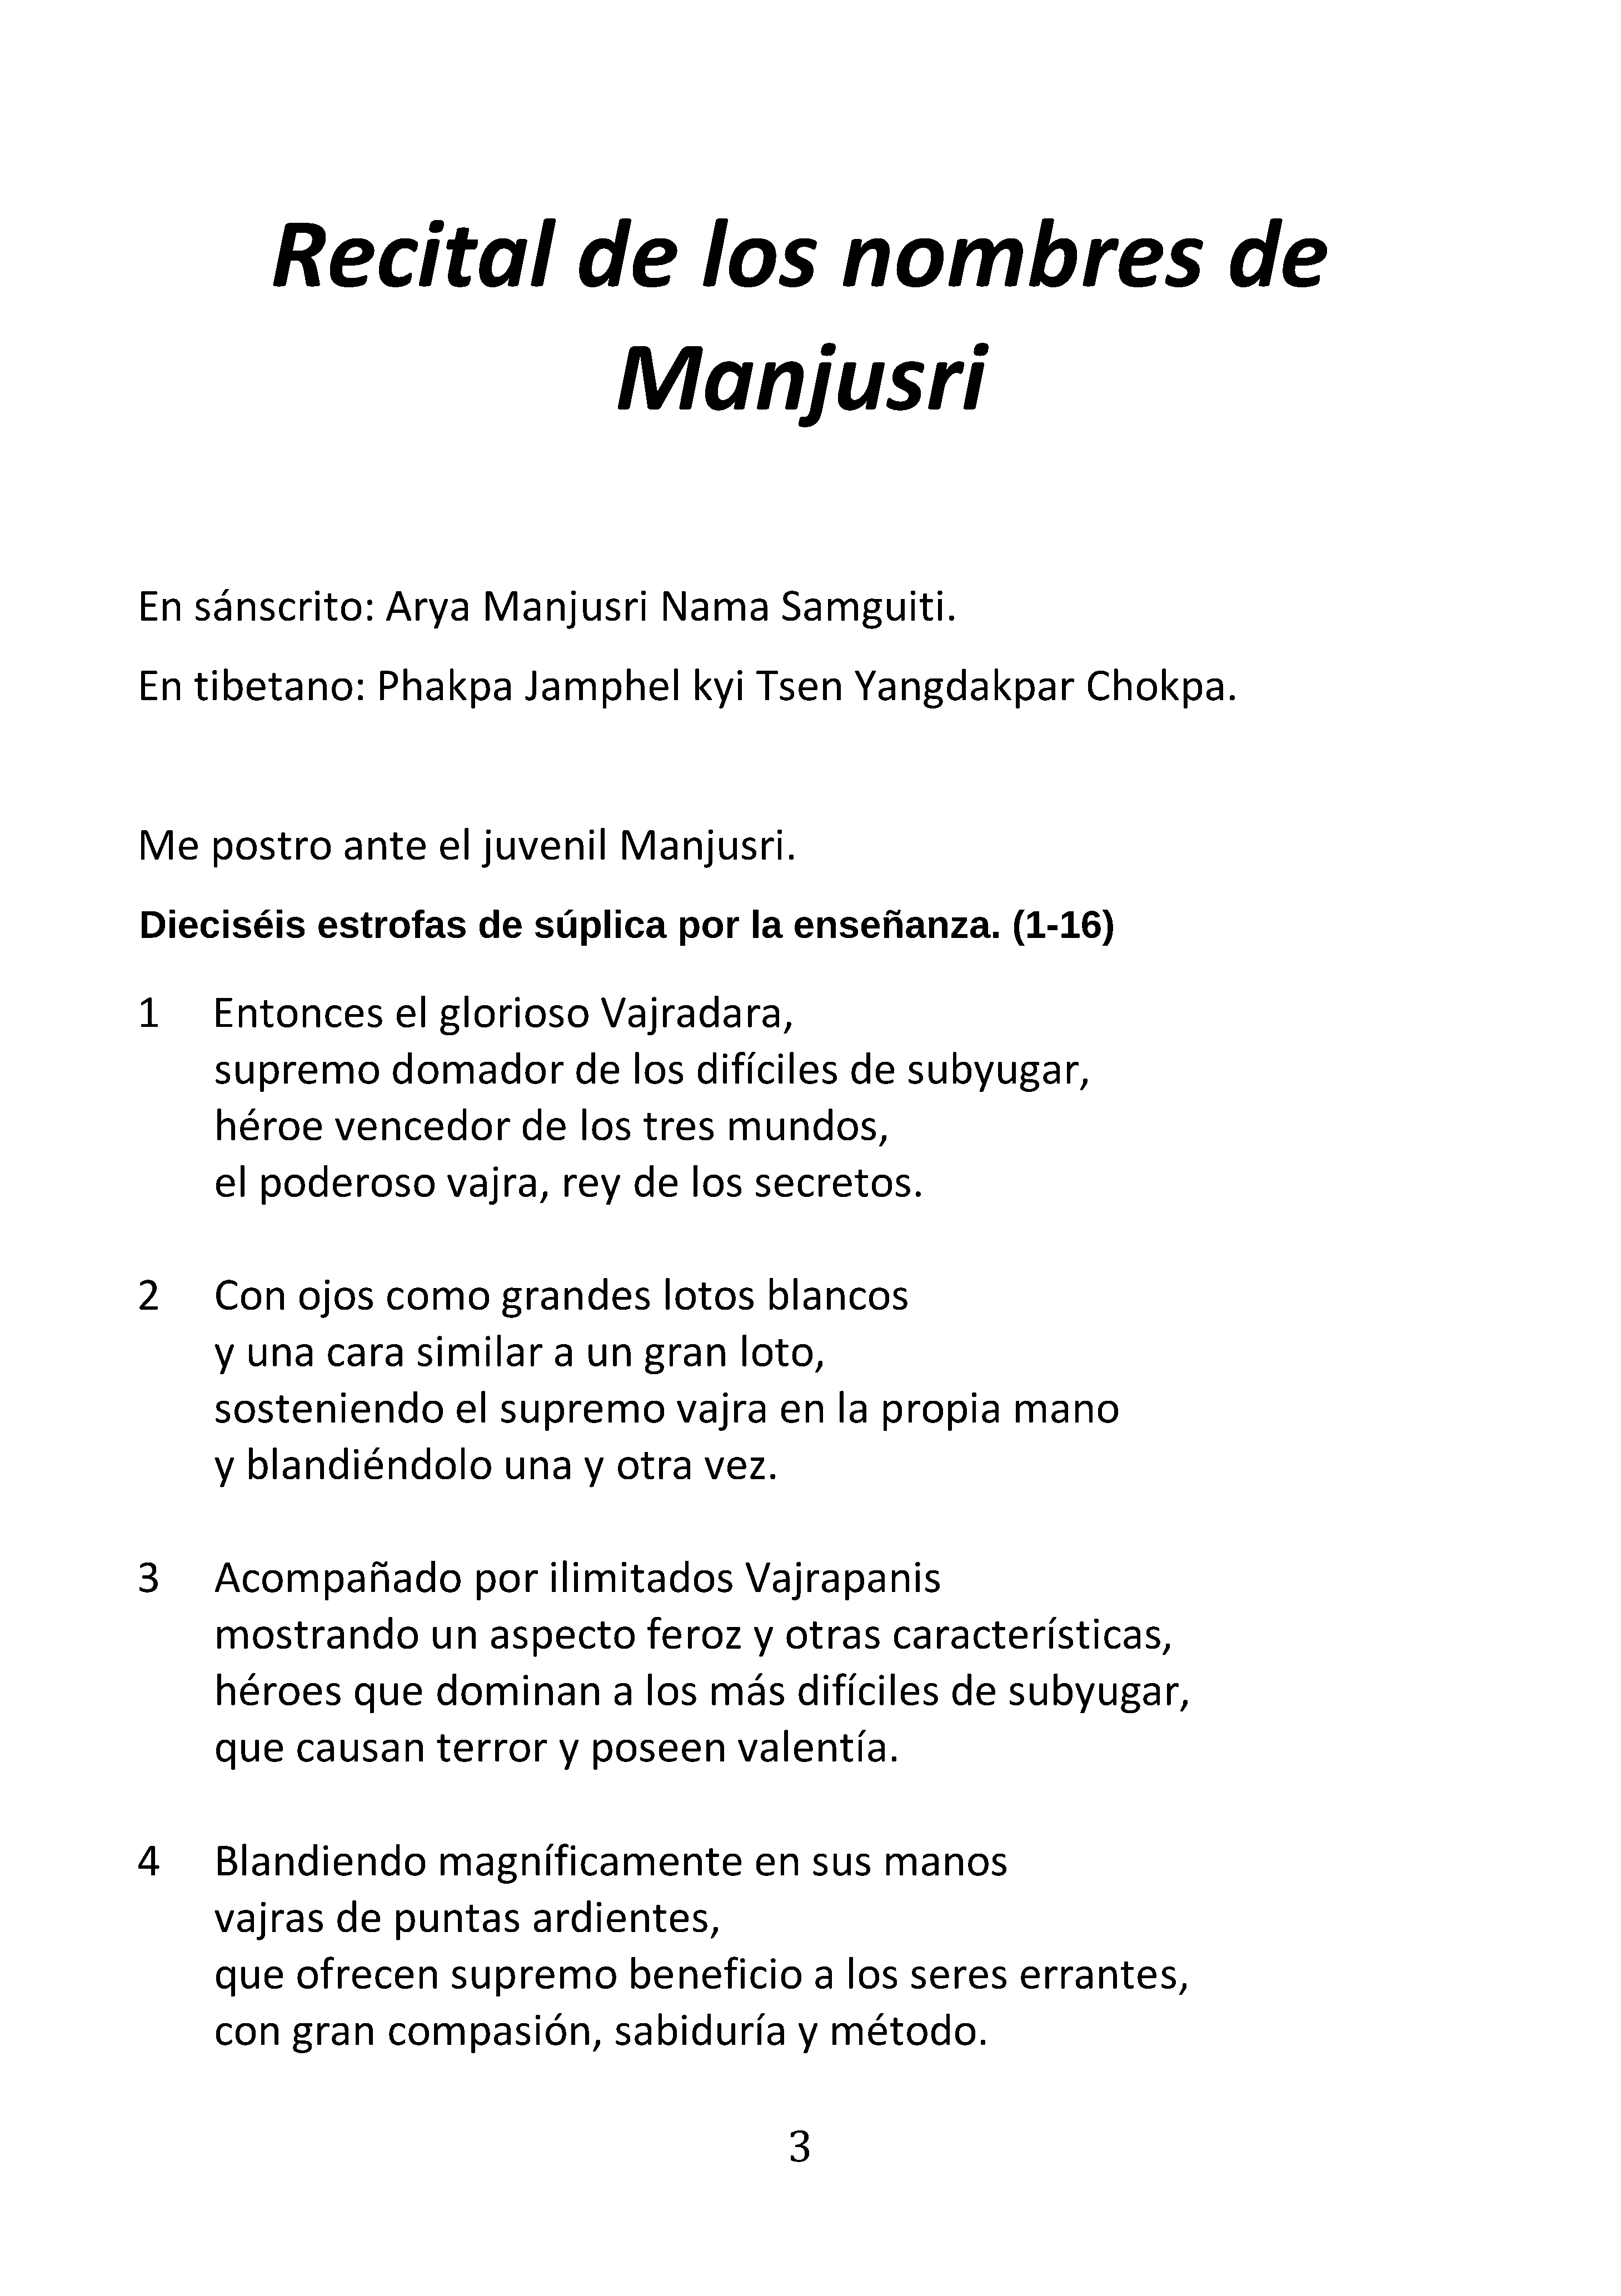 Recital de los nombres de
Manjusri
En sánscrito: Arya Manjusri Nama Samguiti.
En tibetano: Phakpa Jamphel kyi Tsen Yangdakpar Chokpa.
Me postro ante el juvenil Manjusri.
Dieciséis estrofas de súplica por la enseñanza. (1-16)
1 Entonces el glorioso Vajradara,
supremo domador de los difíciles de subyugar,
héroe vencedor de los tres mundos,
el poderoso vajra, rey de los secretos.
2 Con ojos como grandes lotos blancos
y una cara similar a un gran loto,
sosteniendo el supremo vajra en la propia mano
y blandiéndolo una y otra vez.
3 Acompañado por ilimitados Vajrapanis
mostrando un aspecto feroz y otras características,
héroes que dominan a los más difíciles de subyugar,
que causan terror y poseen valentía.
4 Blandiendo magníficamente en sus manos
vajras de puntas ardientes,
que ofrecen supremo beneficio a los seres errantes,
con gran compasión, sabiduría y método.
3